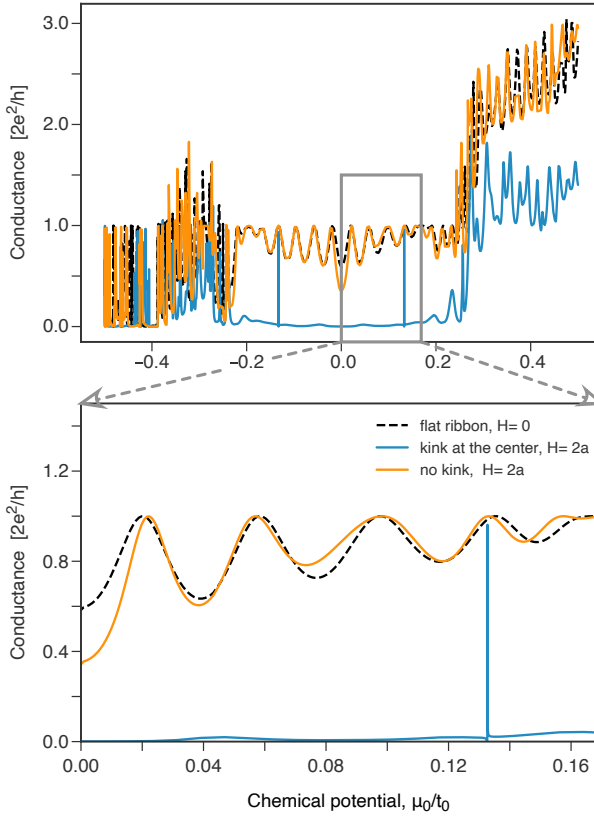 3.0
2.0
1.0
0.0
Conductance [2e²/h]
−0.4 −0.2 0.0 0.2 0.4
flat ribbon, H= 0
kink at the center, H= 2a
no kink, H= 2a
1.2
0.8
0.4
0.0
Conductance [2e²/h]
0.00 0.04 0.08 0.12 0.16
Chemical potential, μ₀/t₀